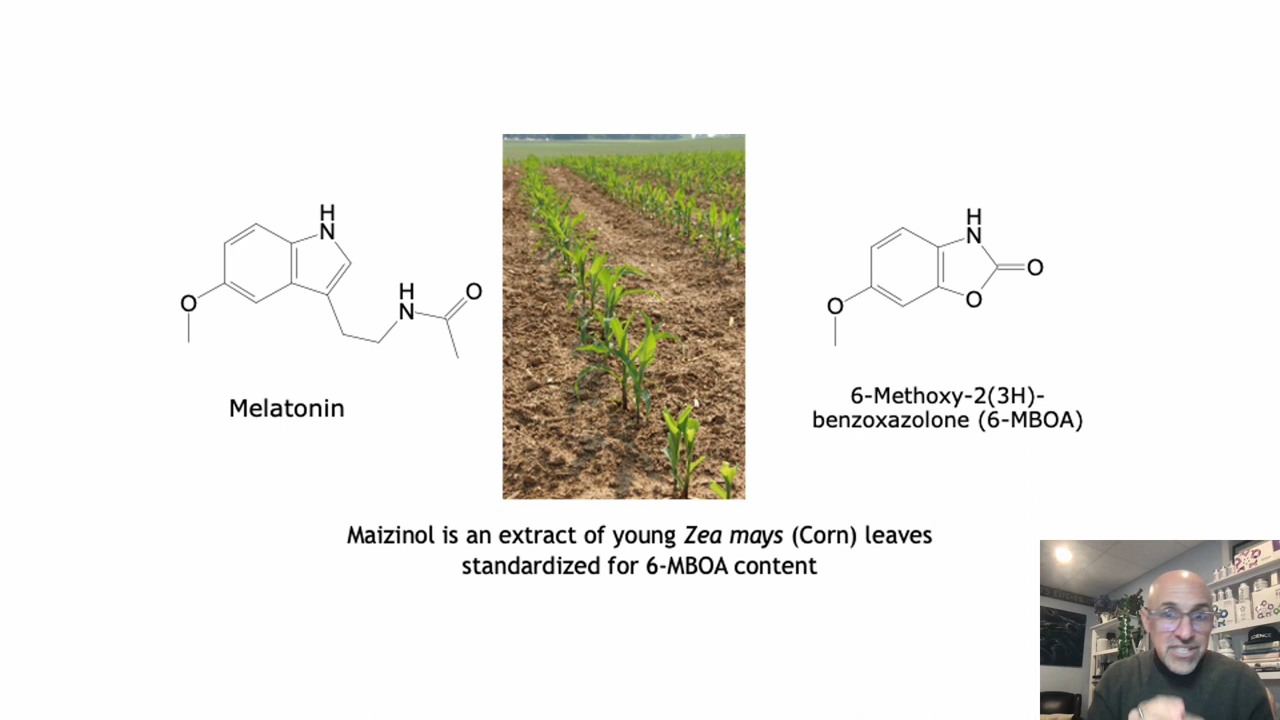 H
N
O
H
N
O
Melatonin
H
N
O
O
O
6-Methoxy-2(3H)-
benzoxazolone (6-MBOA)
Maizinol is an extract of young Zea mays (Corn) leaves
standardized for 6-MBOA content
SCIENCE